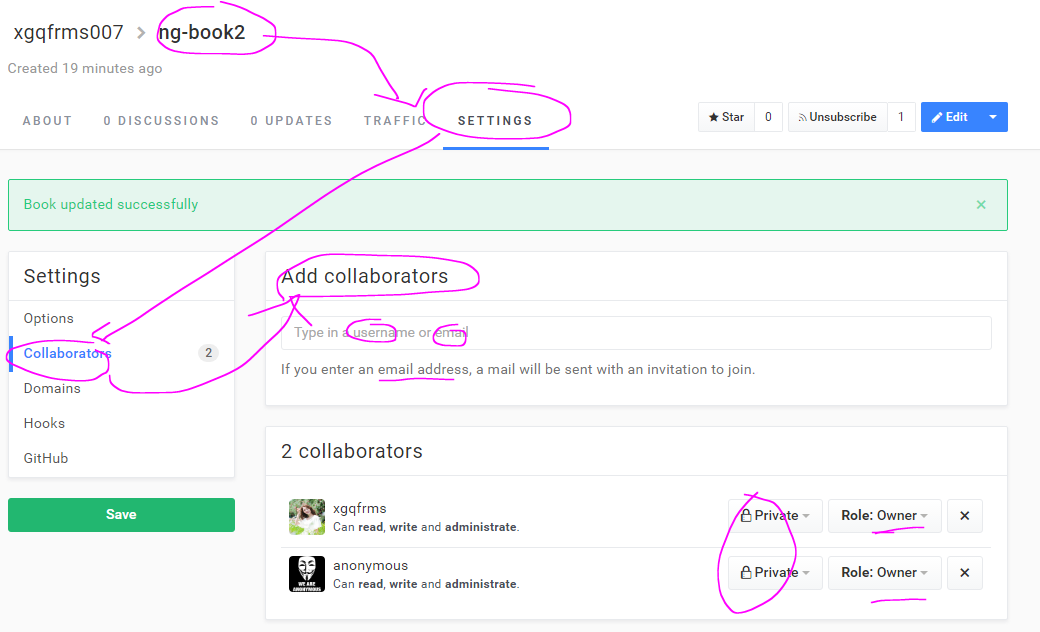 xgqfrms007 > ng-book2
Created 19 minutes ago
ABOUT 0 DISCUSSIONS 0 UPDATES TRAFFIC SETTINGS
Star 0 Unsubscribe 1 Edit
Book updated successfully ×
Settings
Options
Collaborators 2
Domains
Hooks
GitHub
Save
Add collaborators
Type in a username or email
If you enter an email address, a mail will be sent with an invitation to join.
2 collaborators
xgqfrms
Can read, write and administrate.
Private Role: Owner ×
WE ARE ANONYMOUS
anonymous
Can read, write and administrate.
Private Role: Owner ×